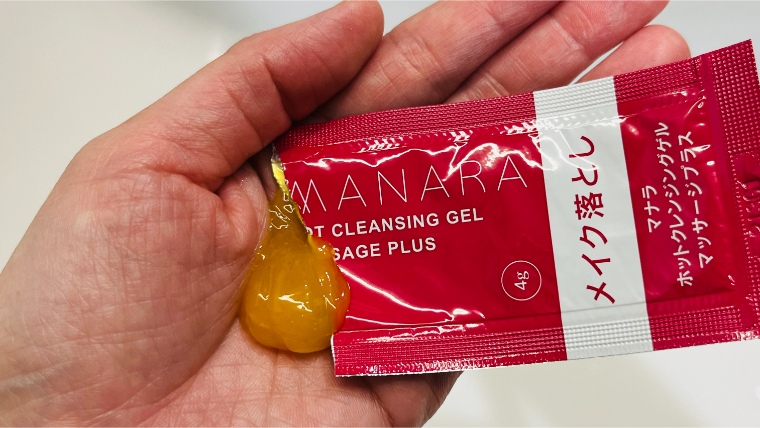 MANARA
OT CLEANSING GEL
SAGE PLUS
4g
メイク落とし
マナラ
ホットクレンジングゲル
マッサージプラス